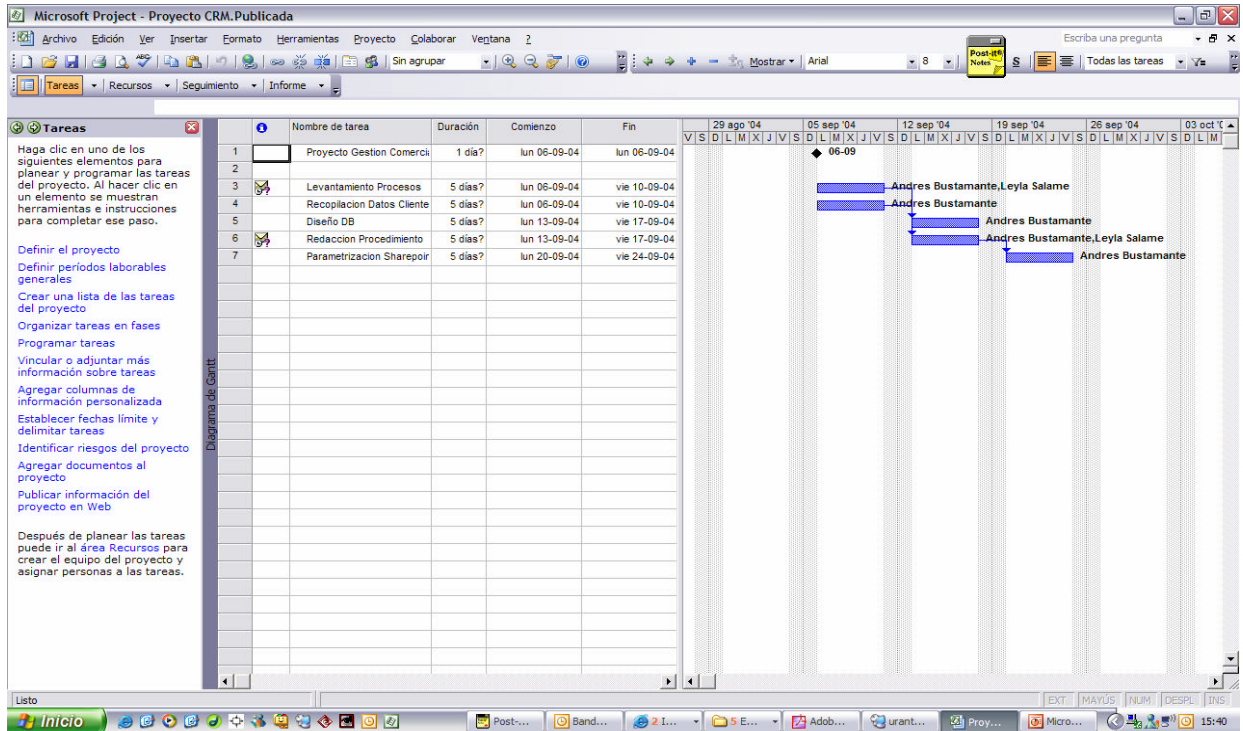 Microsoft Project - Proyecto CRM.Publicada
Archivo Edición Ver Insertar Formato Herramientas Proyecto Colaborar Ventana ? Escriba una pregunta
Sin agrupar Mostrar Arial 8 Post-it® Notes S Todas las tareas
Tareas Recursos Seguimiento Informe
Tareas
Haga clic en uno de los
siguientes elementos para
planear y programar las tareas
del proyecto. Al hacer clic en
un elemento se muestran
herramientas e instrucciones
para completar ese paso.
Definir el proyecto
Definir períodos laborables
generales
Crear una lista de las tareas
del proyecto
Organizar tareas en fases
Programar tareas
Vincular o adjuntar más
información sobre tareas
Agregar columnas de
información personalizada
Establecer fechas límite y
delimitar tareas
Identificar riesgos del proyecto
Agregar documentos al
proyecto
Publicar información del
proyecto en Web
Después de planear las tareas
puede ir al área Recursos para
crear el equipo del proyecto y
asignar personas a las tareas.
Diagrama de Gantt
Nombre de tarea Duración Comienzo Fin
1 Proyecto Gestion Comerci 1 día? lun 06-09-04 lun 06-09-04
2
3 Levantamiento Procesos 5 días? lun 06-09-04 vie 10-09-04
4 Recopilacion Datos Cliente 5 días? lun 06-09-04 vie 10-09-04
5 Diseño DB 5 días? lun 13-09-04 vie 17-09-04
6 Redaccion Procedimiento 5 días? lun 13-09-04 vie 17-09-04
7 Parametrizacion Sharepoir 5 días? lun 20-09-04 vie 24-09-04
29 ago '04 05 sep '04 12 sep '04 19 sep '04 26 sep '04 03 oct '0
V S D L M X J V S D L M X J V S D L M X J V S D L M X J V S D L M X J V S D L M
06-09
Andres Bustamante,Leyla Salame
Andres Bustamante
Andres Bustamante
Andres Bustamante,Leyla Salame
Andres Bustamante
Listo EXT MAYÚS NUM DESPL INS
Inicio Post-... Band... 2 I... 5 E... Adob... urant... Proy... Micro... 15:40